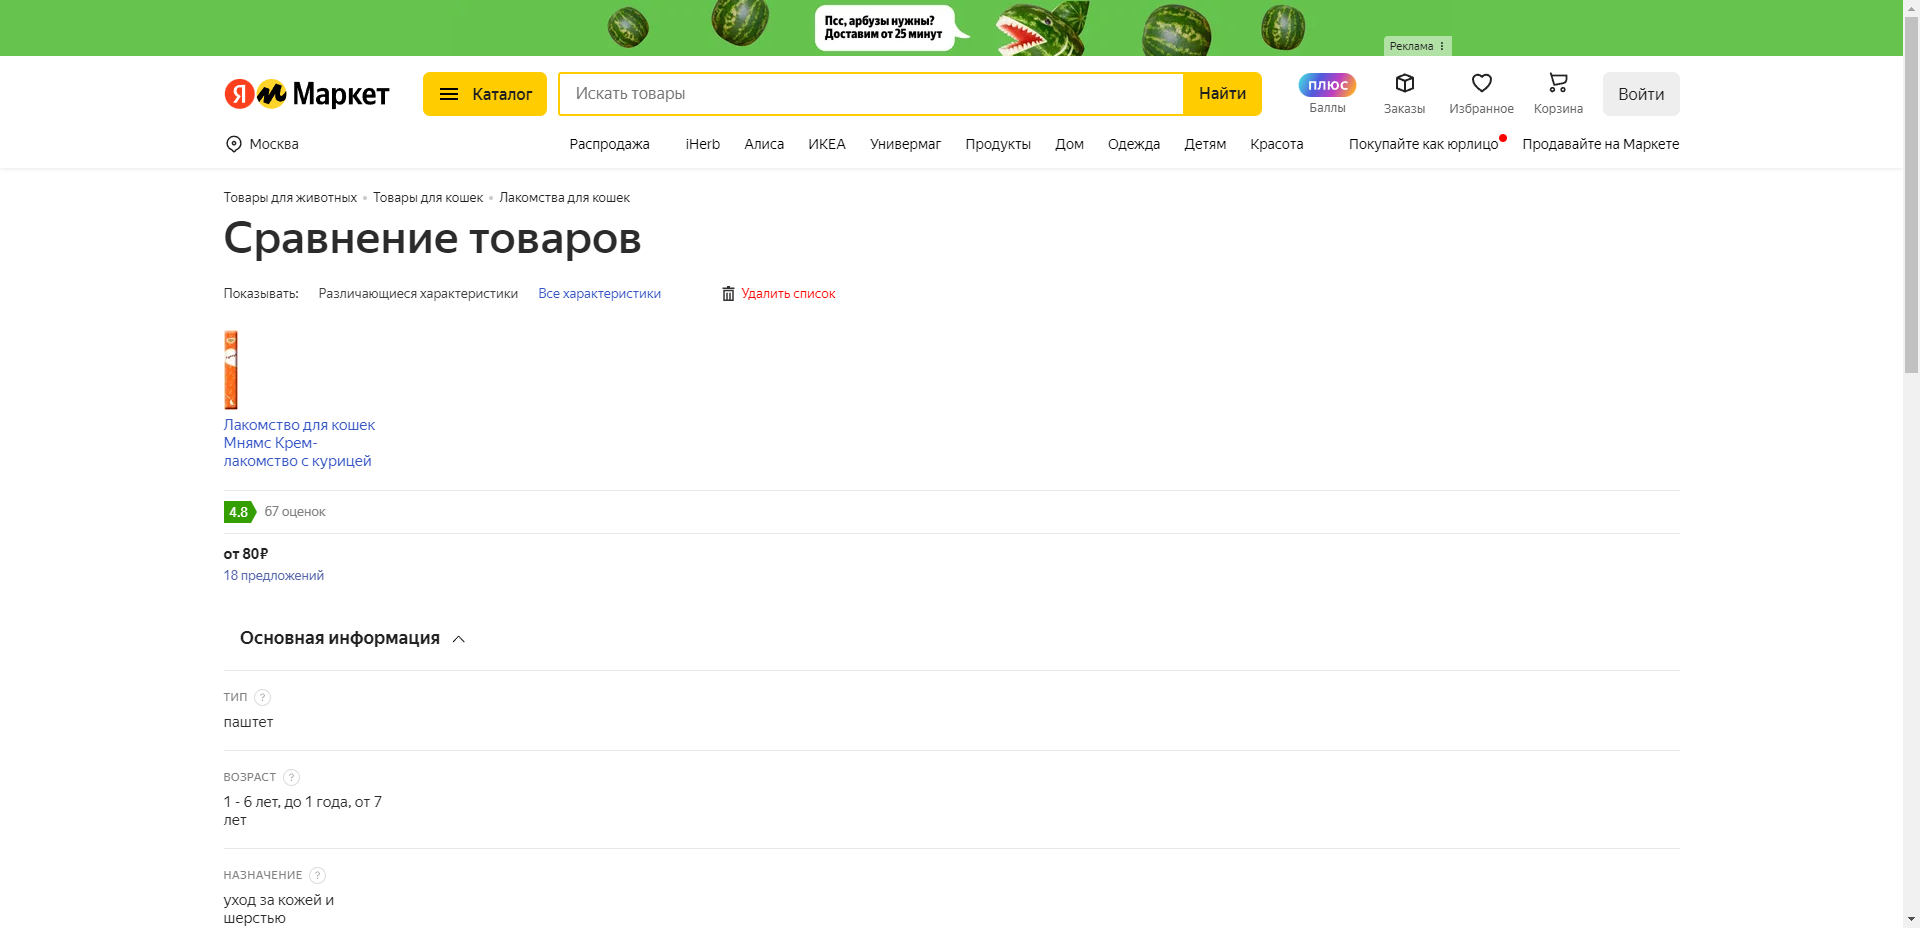 Псс, арбузы нужны?
Доставим от 25 минут
Реклама
Я Маркет
Каталог
Искать товары
Найти
плюс
Баллы
Заказы
Избранное
Корзина
Войти
Москва
Распродажа
iHerb
Алиса
ИКЕА
Универмаг
Продукты
Дом
Одежда
Детям
Красота
Покупайте как юрлицо
Продавайте на Маркете
Товары для животных • Товары для кошек • Лакомства для кошек
Сравнение товаров
Показывать:
Различающиеся характеристики
Все характеристики
Удалить список
Лакомство для кошек
Мнямс Крем-
лакомство с курицей
4.8
67 оценок
от 80₽
18 предложений
Основная информация
ТИП ?
паштет
ВОЗРАСТ ?
1 - 6 лет, до 1 года, от 7
лет
НАЗНАЧЕНИЕ ?
уход за кожей и
шерстью